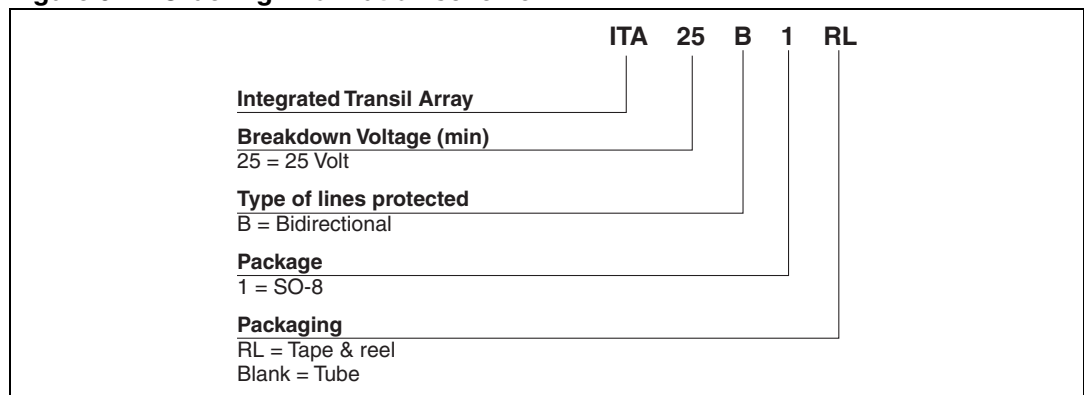 ITA 25 B 1 RL
Integrated Transil Array
Breakdown Voltage (min)
25 = 25 Volt
Type of lines protected
B = Bidirectional
Package
1 = SO-8
Packaging
RL = Tape & reel
Blank = Tube